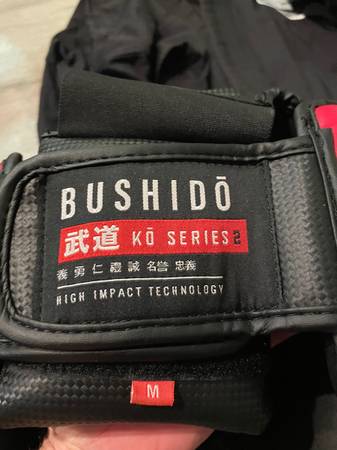 BUSHIDŌ
武道 KŌ SERIES 2
義 勇 仁 禮 誠 名誉 忠義
HIGH IMPACT TECHNOLOGY
M